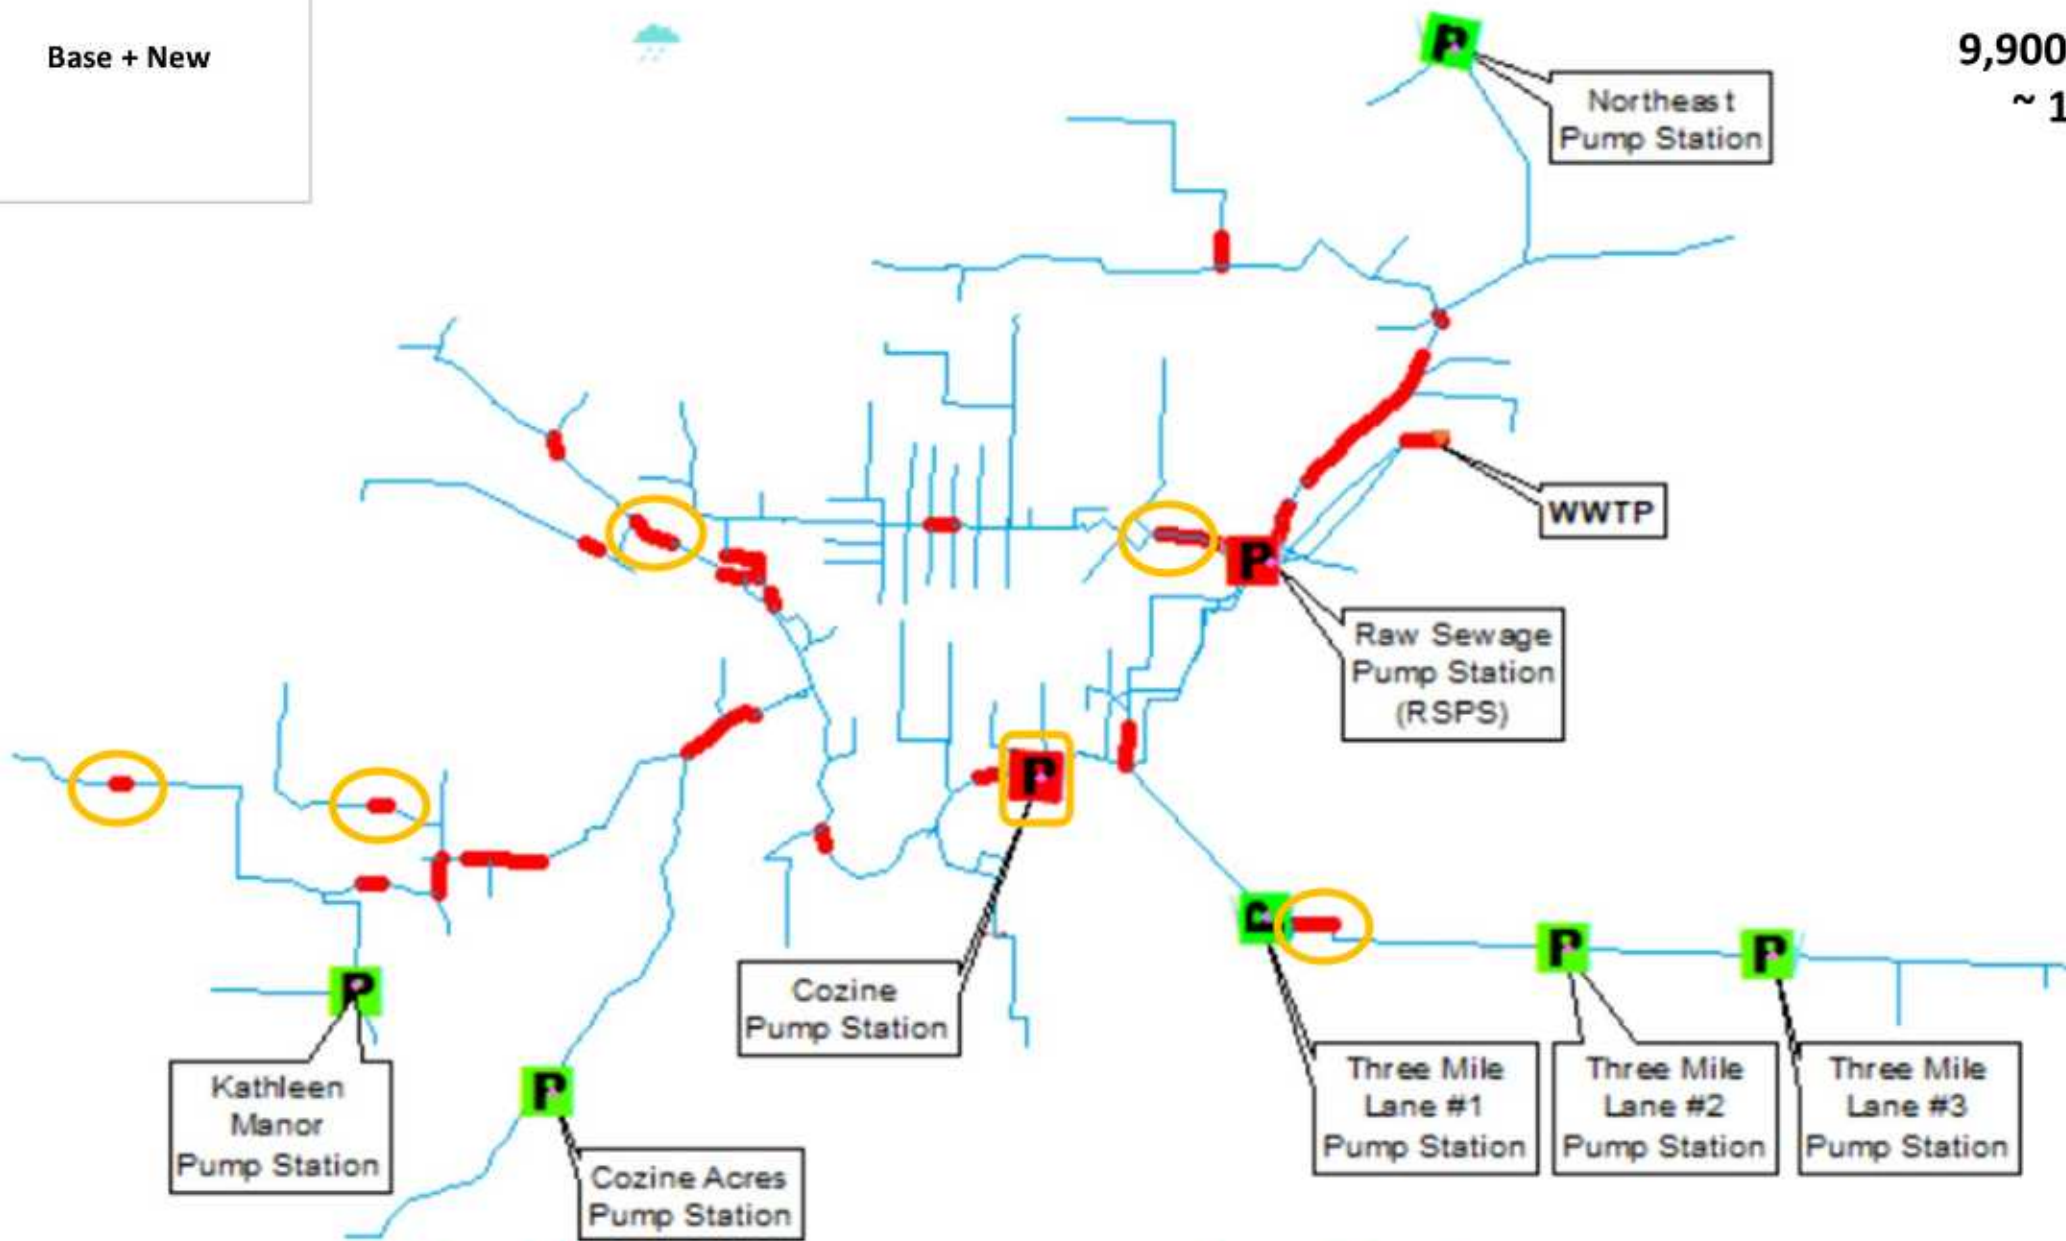 Base + New
9,900
~ 1
P
Northeast
Pump Station
WWTP
P
Raw Sewage
Pump Station
(RSPS)
P
Cozine
Pump Station
P
Kathleen
Manor
Pump Station
P
Cozine Acres
Pump Station
P
Three Mile
Lane #1
Pump Station
P
Three Mile
Lane #2
Pump Station
P
Three Mile
Lane #3
Pump Station